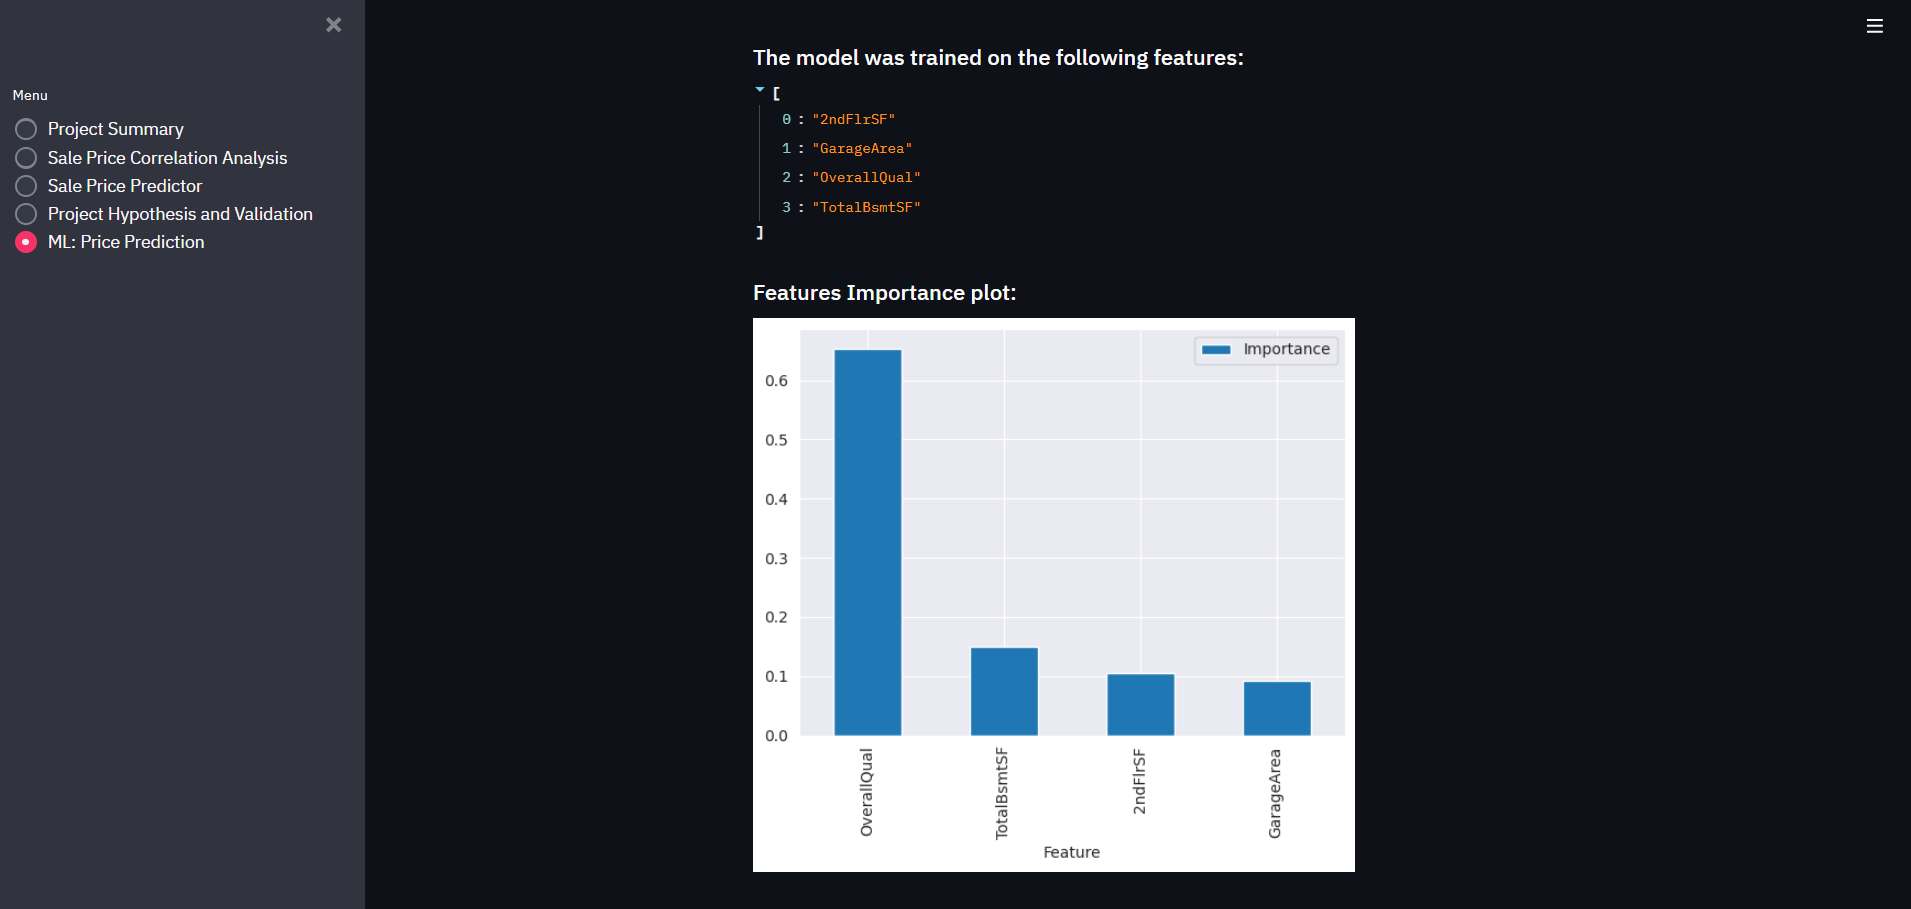 Menu
Project Summary
Sale Price Correlation Analysis
Sale Price Predictor
Project Hypothesis and Validation
ML: Price Prediction
The model was trained on the following features:
[
0 : "2ndFlrSF"
1 : "GarageArea"
2 : "OverallQual"
3 : "TotalBsmtSF"
]
Features Importance plot:
Importance
0.6
0.5
0.4
0.3
0.2
0.1
0.0
OverallQual
TotalBsmtSF
2ndFlrSF
GarageArea
Feature